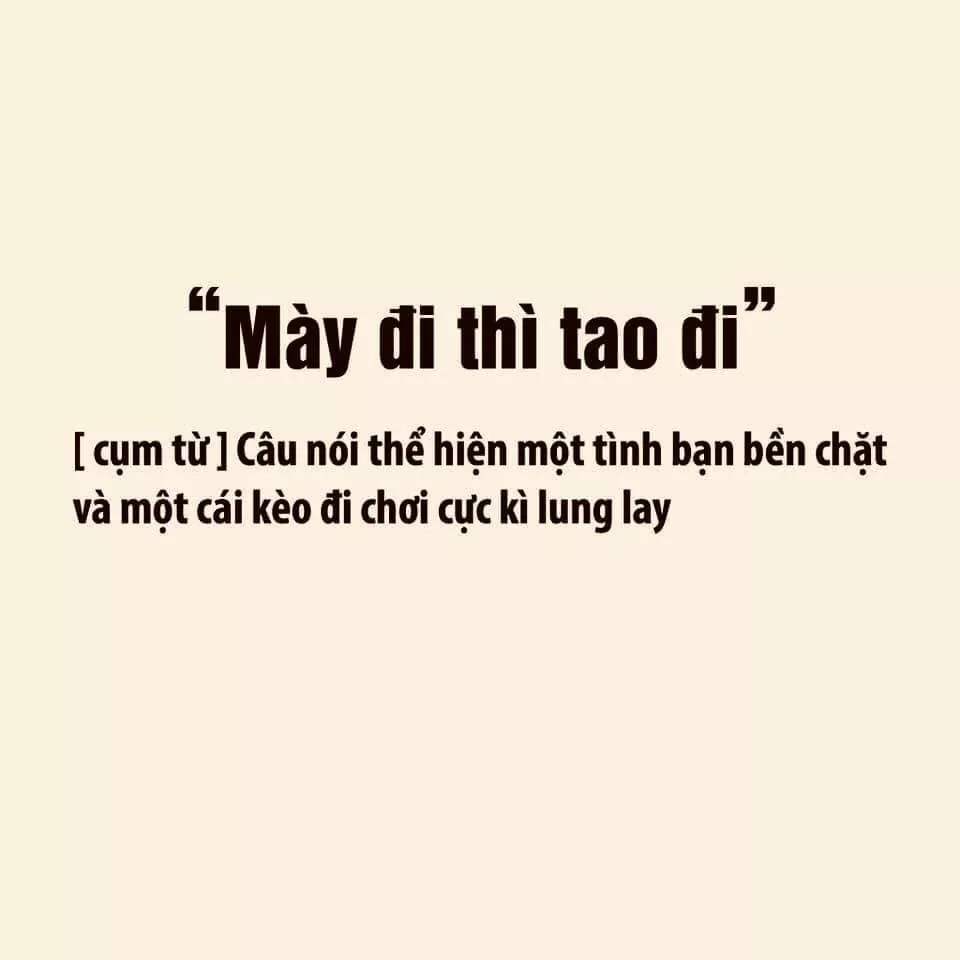 “Mày đi thì tao đi”
[ cụm từ ] Câu nói thể hiện một tình bạn bền chặt
và một cái kèo đi chơi cực kì lung lay